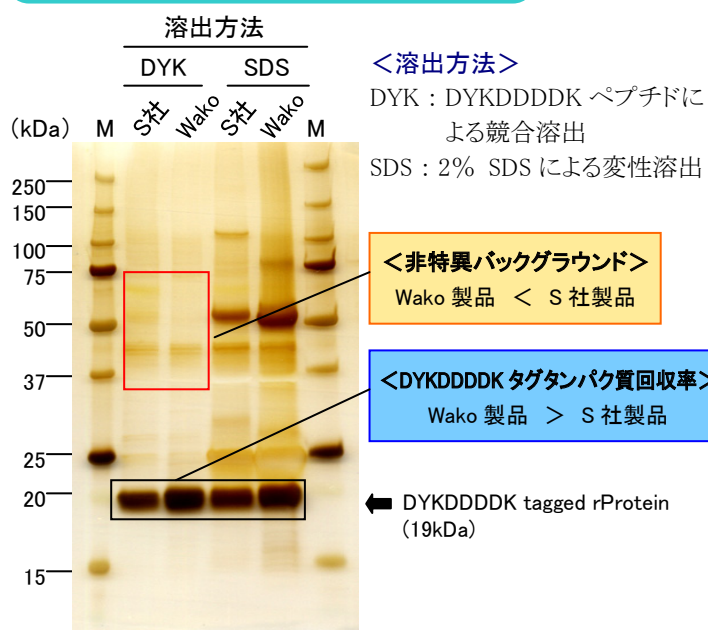 溶出方法
DYK SDS
S社 Wako S社 Wako
(kDa) M M
250
150
100
75
50
37
25
20
15
＜溶出方法＞
DYK：DYKDDDDK ペプチドに
よる競合溶出
SDS：2% SDS による変性溶出
＜非特異バックグラウンド＞
Wako 製品 ＜ S 社製品
＜DYKDDDDK タグタンパク質回収率＞
Wako 製品 ＞ S 社製品
DYKDDDDK tagged rProtein
(19kDa)